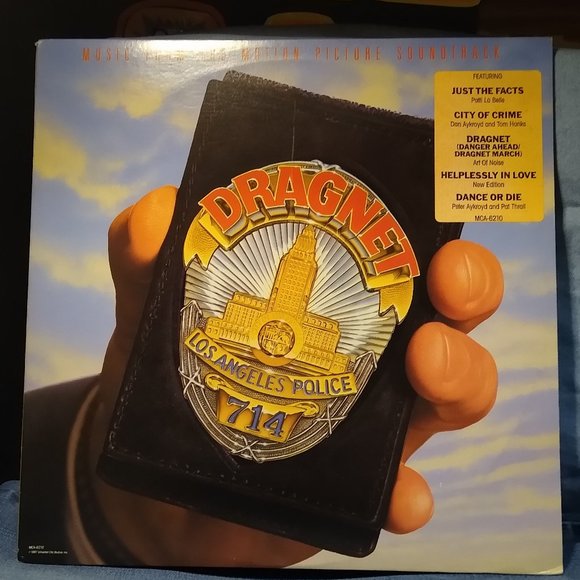 MUSIC FROM THE MOTION PICTURE SOUNDTRACK
FEATURING
JUST THE FACTS
Patti La Belle
CITY OF CRIME
Dan Aykroyd and Tom Hanks
DRAGNET
(DANGER AHEAD/
DRAGNET MARCH)
Art Of Noise
HELPLESSLY IN LOVE
New Edition
DANCE OR DIE
Peter Aykroyd and Pat Thrall
MCA-6210
DRAGNET
LOS ANGELES POLICE
714
MCA-6210